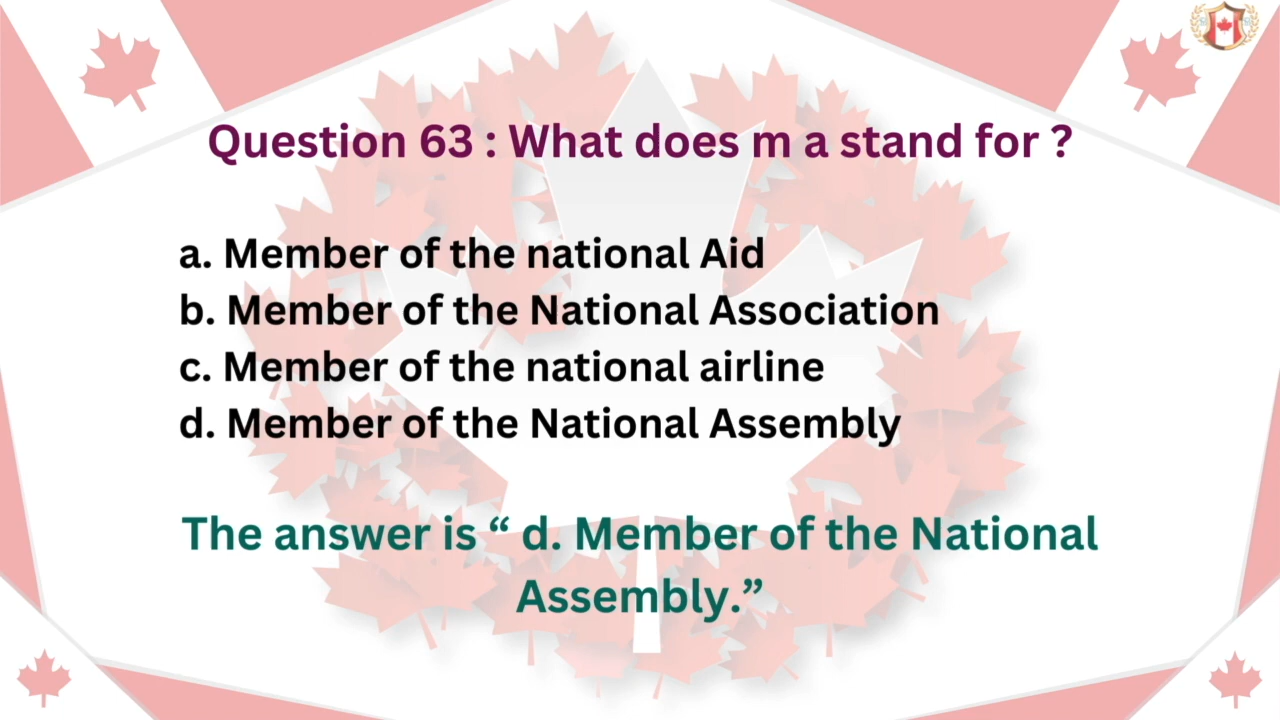 Question 63 : What does m a stand for ?
a. Member of the national Aid
b. Member of the National Association
c. Member of the national airline
d. Member of the National Assembly
The answer is “ d. Member of the National
Assembly.”